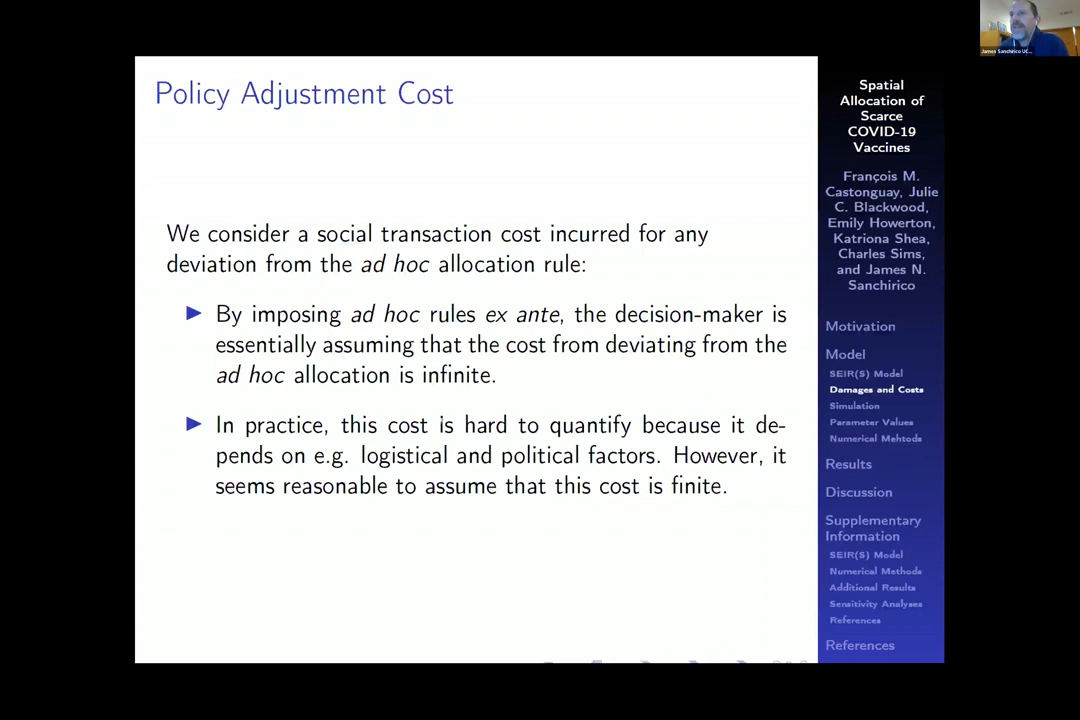 Policy Adjustment Cost
We consider a social transaction cost incurred for any
deviation from the ad hoc allocation rule:
By imposing ad hoc rules ex ante, the decision-maker is
essentially assuming that the cost from deviating from the
ad hoc allocation is infinite.
In practice, this cost is hard to quantify because it de-
pends on e.g. logistical and political factors. However, it
seems reasonable to assume that this cost is finite.
Spatial
Allocation of
Scarce
COVID-19
Vaccines
François M.
Castonguay, Julie
C. Blackwood,
Emily Howerton,
Katriona Shea,
Charles Sims,
and James N.
Sanchirico
Motivation
Model
SEIR(S) Model
Damages and Costs
Simulation
Parameter Values
Numerical Mehtods
Results
Discussion
Supplementary
Information
SEIR(S) Model
Numerical Methods
Additional Results
Sensitivity Analyses
References
References
James Sanchirico UC...